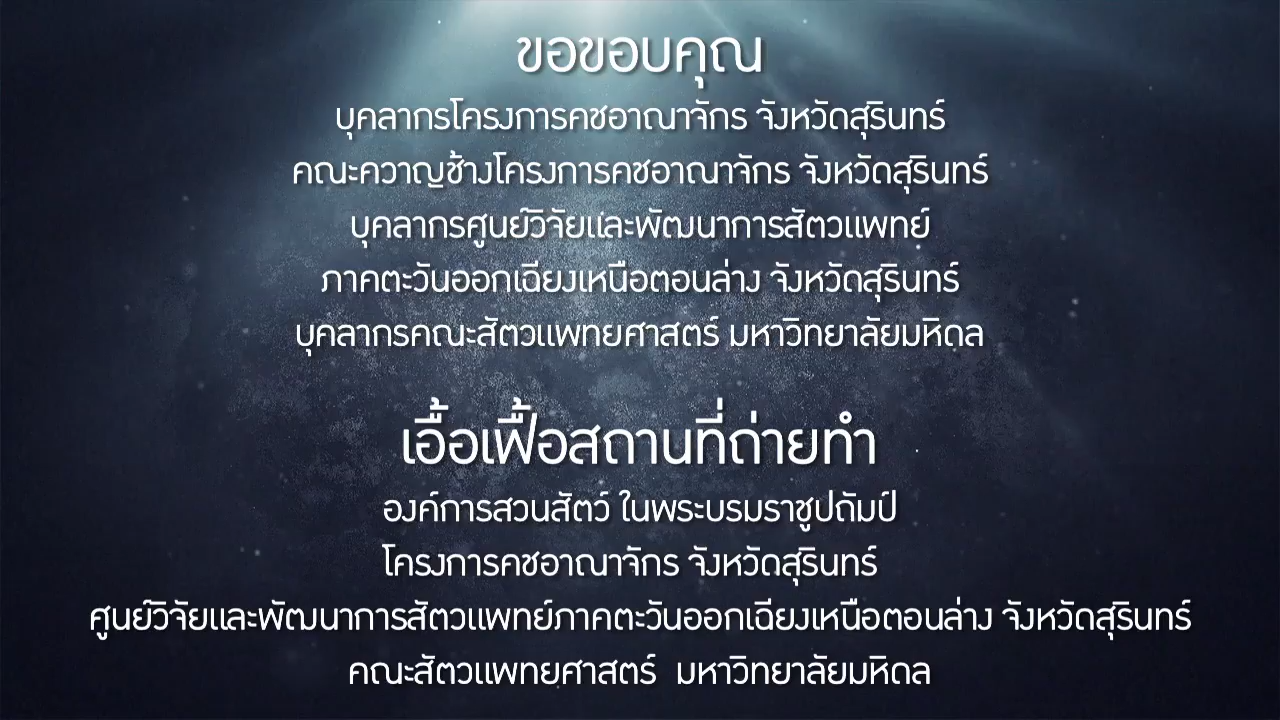 ขอขอบคุณ
บุคลากรโครงการคชอาณาจักร จังหวัดสุรินทร์
คณะควาญช้างโครงการคชอาณาจักร จังหวัดสุรินทร์
บุคลากรศูนย์วิจัยและพัฒนาการสัตวแพทย์
ภาคตะวันออกเฉียงเหนือตอนล่าง จังหวัดสุรินทร์
บุคลากรคณะสัตวแพทยศาสตร์ มหาวิทยาลัยมหิดล
เอื้อเฟื้อสถานที่ถ่ายทำ
องค์การสวนสัตว์ ในพระบรมราชูปถัมป์
โครงการคชอาณาจักร จังหวัดสุรินทร์
ศูนย์วิจัยและพัฒนาการสัตวแพทย์ภาคตะวันออกเฉียงเหนือตอนล่าง จังหวัดสุรินทร์
คณะสัตวแพทยศาสตร์ มหาวิทยาลัยมหิดล